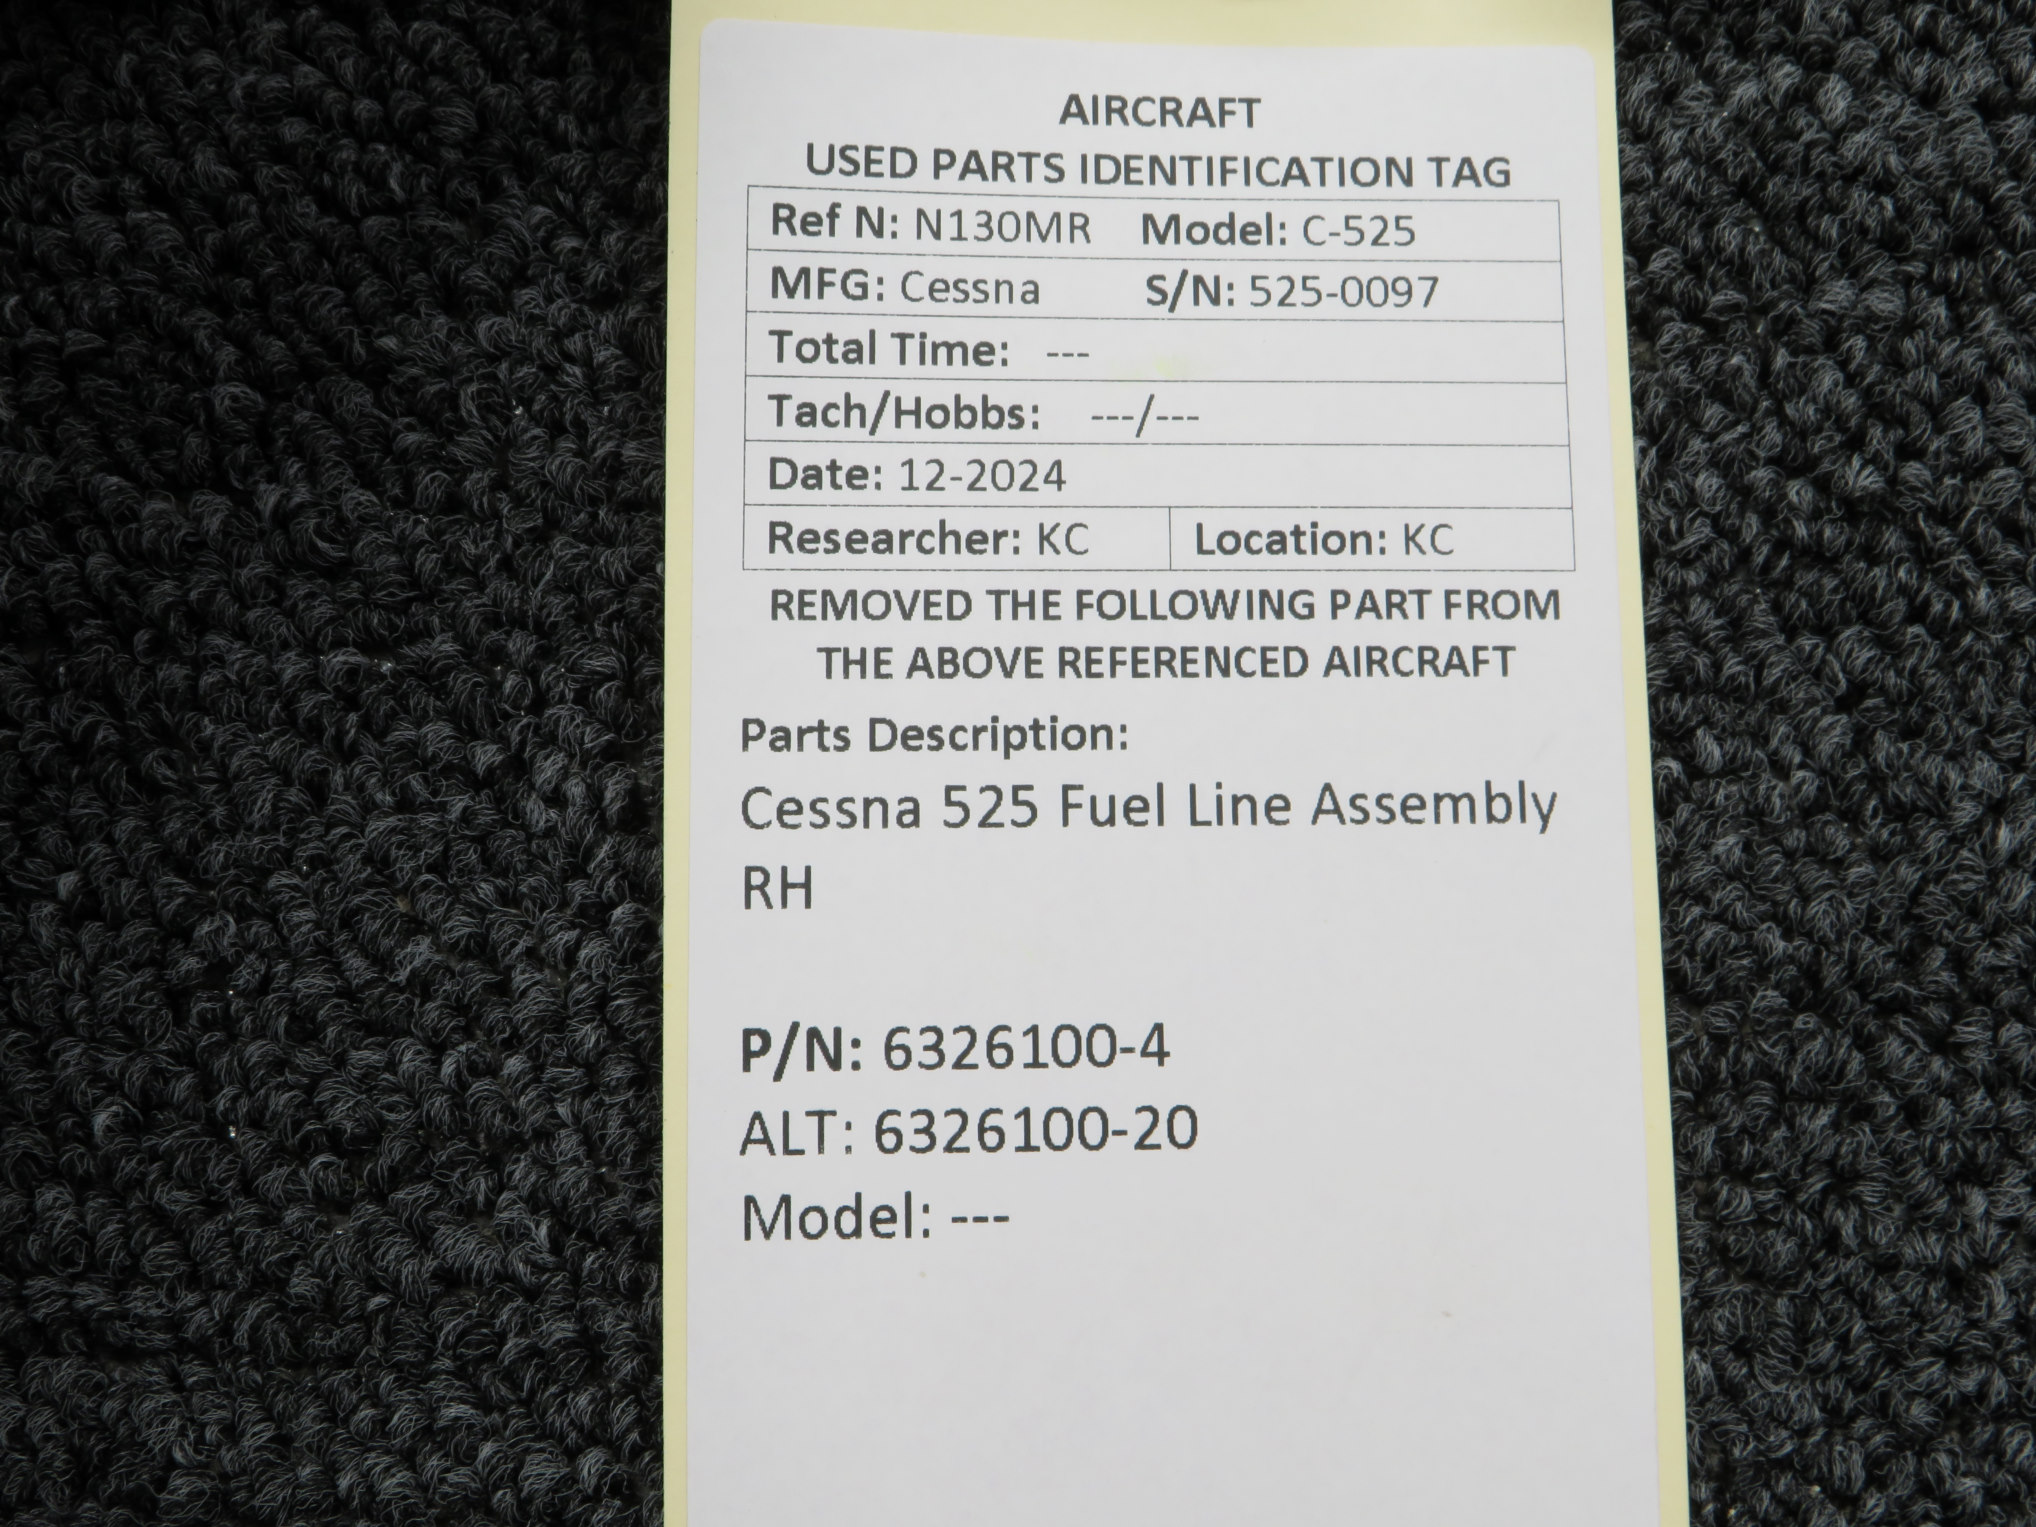 AIRCRAFT
USED PARTS IDENTIFICATION TAG
Ref N: N130MR Model: C-525
MFG: Cessna S/N: 525-0097
Total Time: ---
Tach/Hobbs: ---/---
Date: 12-2024
Researcher: KC Location: KC
REMOVED THE FOLLOWING PART FROM
THE ABOVE REFERENCED AIRCRAFT
Parts Description:
Cessna 525 Fuel Line Assembly
RH
P/N: 6326100-4
ALT: 6326100-20
Model: ---